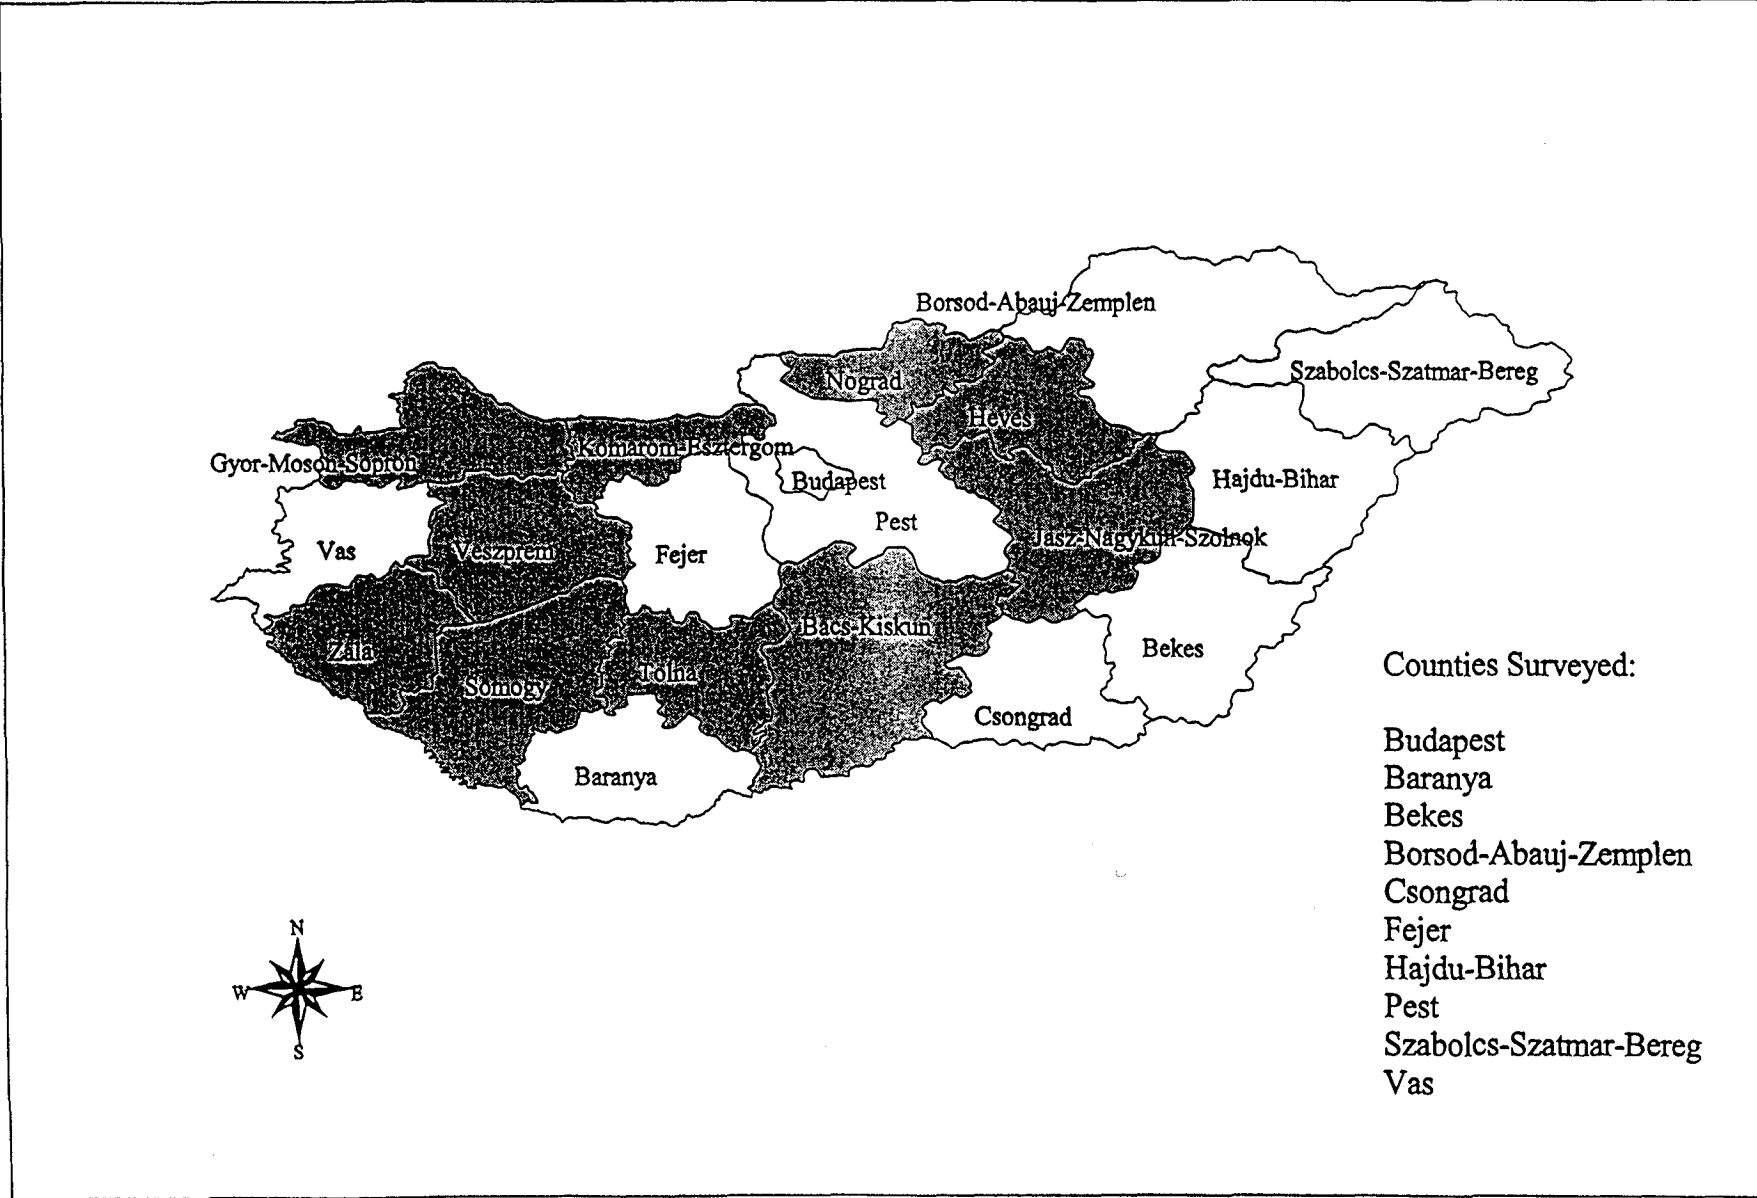 Borsod-Abauj-Zemplen
Szabolcs-Szatmar-Bereg
Nograd
Heves
Komarom-Esztergom
Gyor-Moson-Sopron
Budapest
Hajdu-Bihar
Pest
Jasz-Nagykun-Szolnok
Vas
Veszprem
Fejer
Bacs-Kiskun
Bekes
Zala
Tolna
Somogy
Csongrad
Baranya
Counties Surveyed:
Budapest
Baranya
Bekes
Borsod-Abauj-Zemplen
Csongrad
Fejer
Hajdu-Bihar
Pest
Szabolcs-Szatmar-Bereg
Vas
N
W E
S